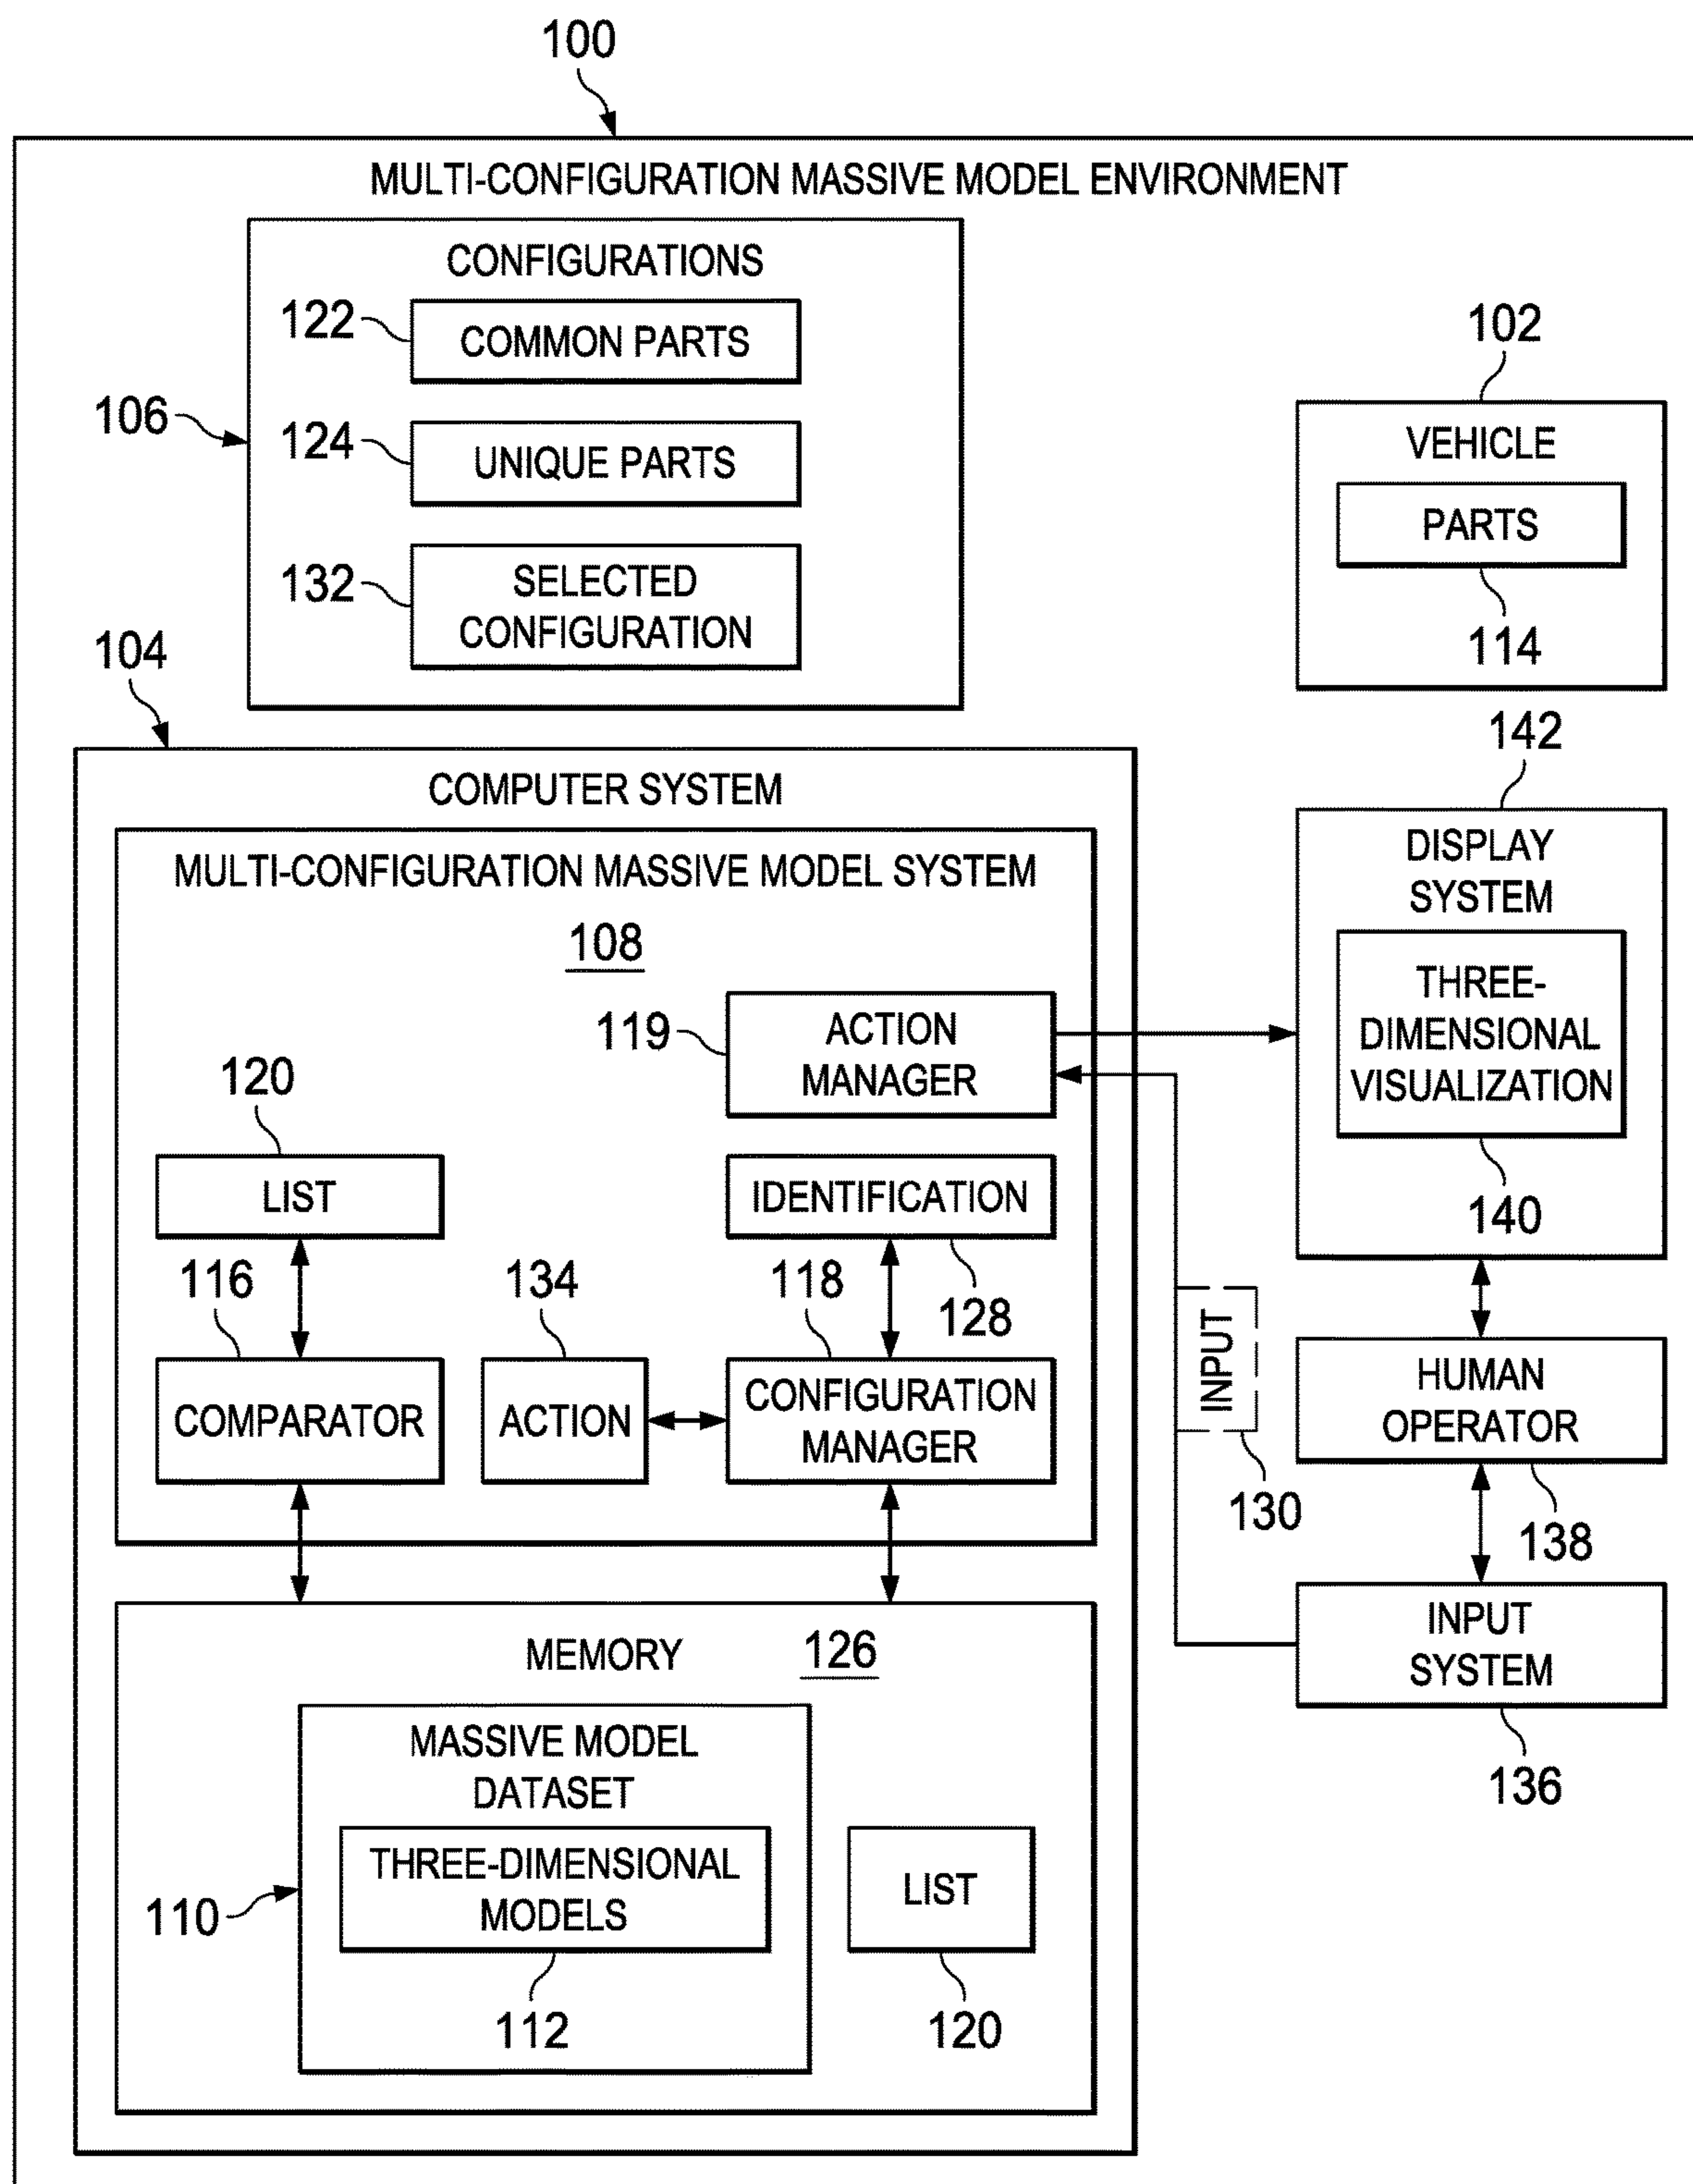 100
MULTI-CONFIGURATION MASSIVE MODEL ENVIRONMENT
CONFIGURATIONS
122
COMMON PARTS
106
124
UNIQUE PARTS
132
SELECTED
CONFIGURATION
102
VEHICLE
PARTS
114
104
COMPUTER SYSTEM
MULTI-CONFIGURATION MASSIVE MODEL SYSTEM
108
119
ACTION
MANAGER
120
LIST
IDENTIFICATION
128
116
COMPARATOR
134
ACTION
118
CONFIGURATION
MANAGER
142
DISPLAY
SYSTEM
THREE-
DIMENSIONAL
VISUALIZATION
140
INPUT
130
HUMAN
OPERATOR
138
INPUT
SYSTEM
136
MEMORY
126
MASSIVE MODEL
DATASET
110
THREE-DIMENSIONAL
MODELS
112
LIST
120